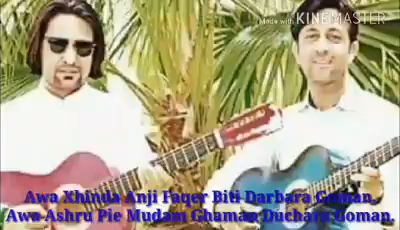 Made with KINEMASTER
Awa Xhinda Anji Faqer Biti Darbara Goman.
Awa Ashru Pie Mudam Ghaman Duchara Goman.